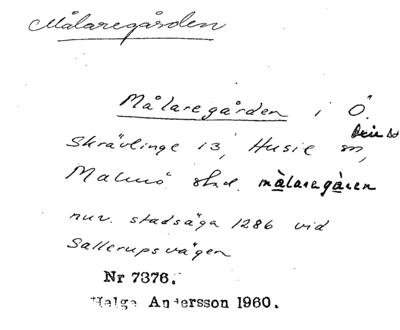 Målaregården
Målaregården i Ö.
Skrävlinge 13, Husie sn,
Malmö stad. målaregåren
nuv. stadsäga 1286 vid
Sallerupsvägen
Nr 7376.
Helge Andersson 1960.